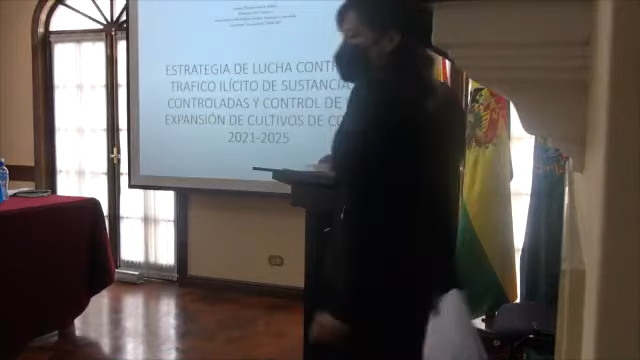 ESTRATEGIA DE LUCHA CONTR
TRAFICO ILÍCITO DE SUSTANCIA
CONTROLADAS Y CONTROL DE
EXPANSIÓN DE CULTIVOS DE CO
2021-2025